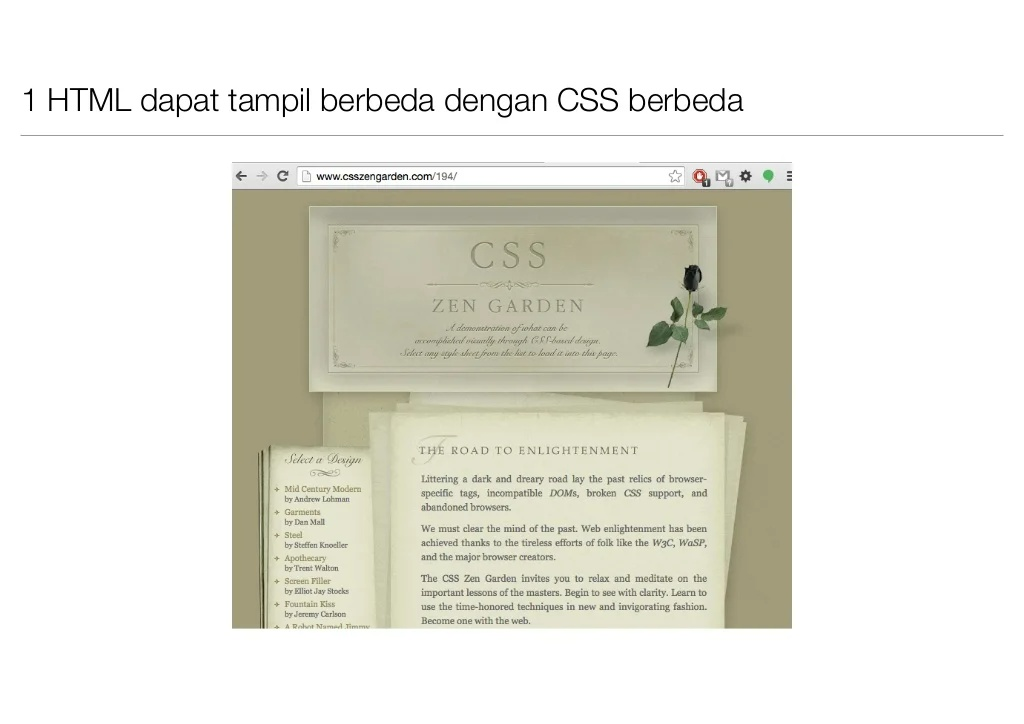 1 HTML dapat tampil berbeda dengan CSS berbeda
www.csszengarden.com/194/
CSS
ZEN GARDEN
A demonstration of what can be
accomplished visually through CSS-based design.
Select any style sheet from the list to load it into this page.
THE ROAD TO ENLIGHTENMENT
Littering a dark and dreary road lay the past relics of browser-
specific tags, incompatible DOMs, broken CSS support, and
abandoned browsers.
We must clear the mind of the past. Web enlightenment has been
achieved thanks to the tireless efforts of folk like the W3C, WaSP,
and the major browser creators.
The CSS Zen Garden invites you to relax and meditate on the
important lessons of the masters. Begin to see with clarity. Learn to
use the time-honored techniques in new and invigorating fashion.
Become one with the web.
Select a Design
Mid Century Modern
by Andrew Lohman
Garments
by Dan Mall
Steel
by Steffen Knoeller
Apothecary
by Trent Walton
Screen Filler
by Elliot Jay Stocks
Fountain Kiss
by Jeremy Carlson
A Robot Named Jimmy